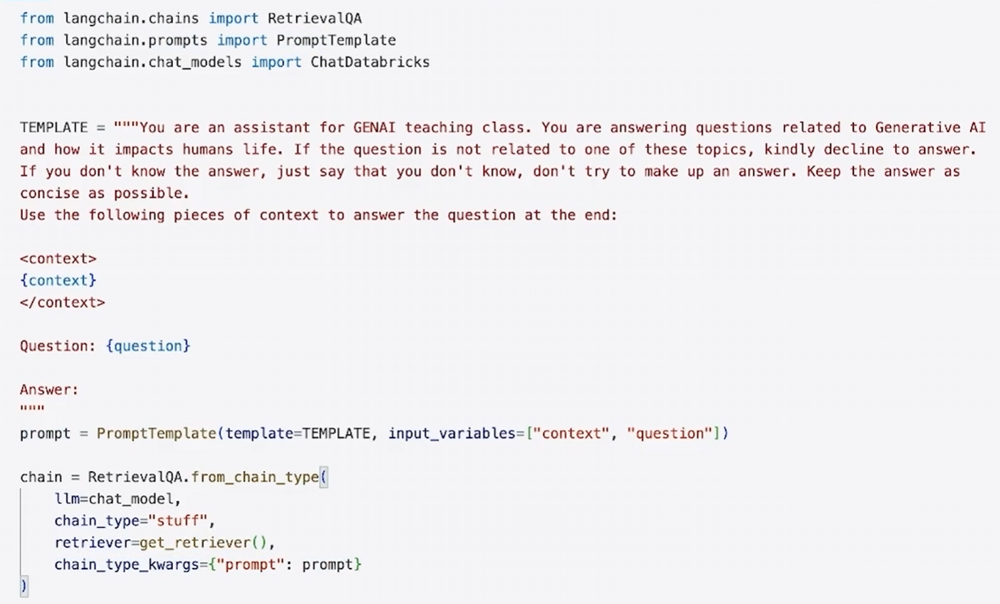 from langchain.chains import RetrievalQA
from langchain.prompts import PromptTemplate
from langchain.chat_models import ChatDatabricks
TEMPLATE = """You are an assistant for GENAI teaching class. You are answering questions related to Generative AI
and how it impacts humans life. If the question is not related to one of these topics, kindly decline to answer.
If you don't know the answer, just say that you don't know, don't try to make up an answer. Keep the answer as
concise as possible.
Use the following pieces of context to answer the question at the end:
<context>
{context}
</context>
Question: {question}
Answer:
"""
prompt = PromptTemplate(template=TEMPLATE, input_variables=["context", "question"])
chain = RetrievalQA.from_chain_type(
    llm=chat_model,
    chain_type="stuff",
    retriever=get_retriever(),
    chain_type_kwargs={"prompt": prompt}
)